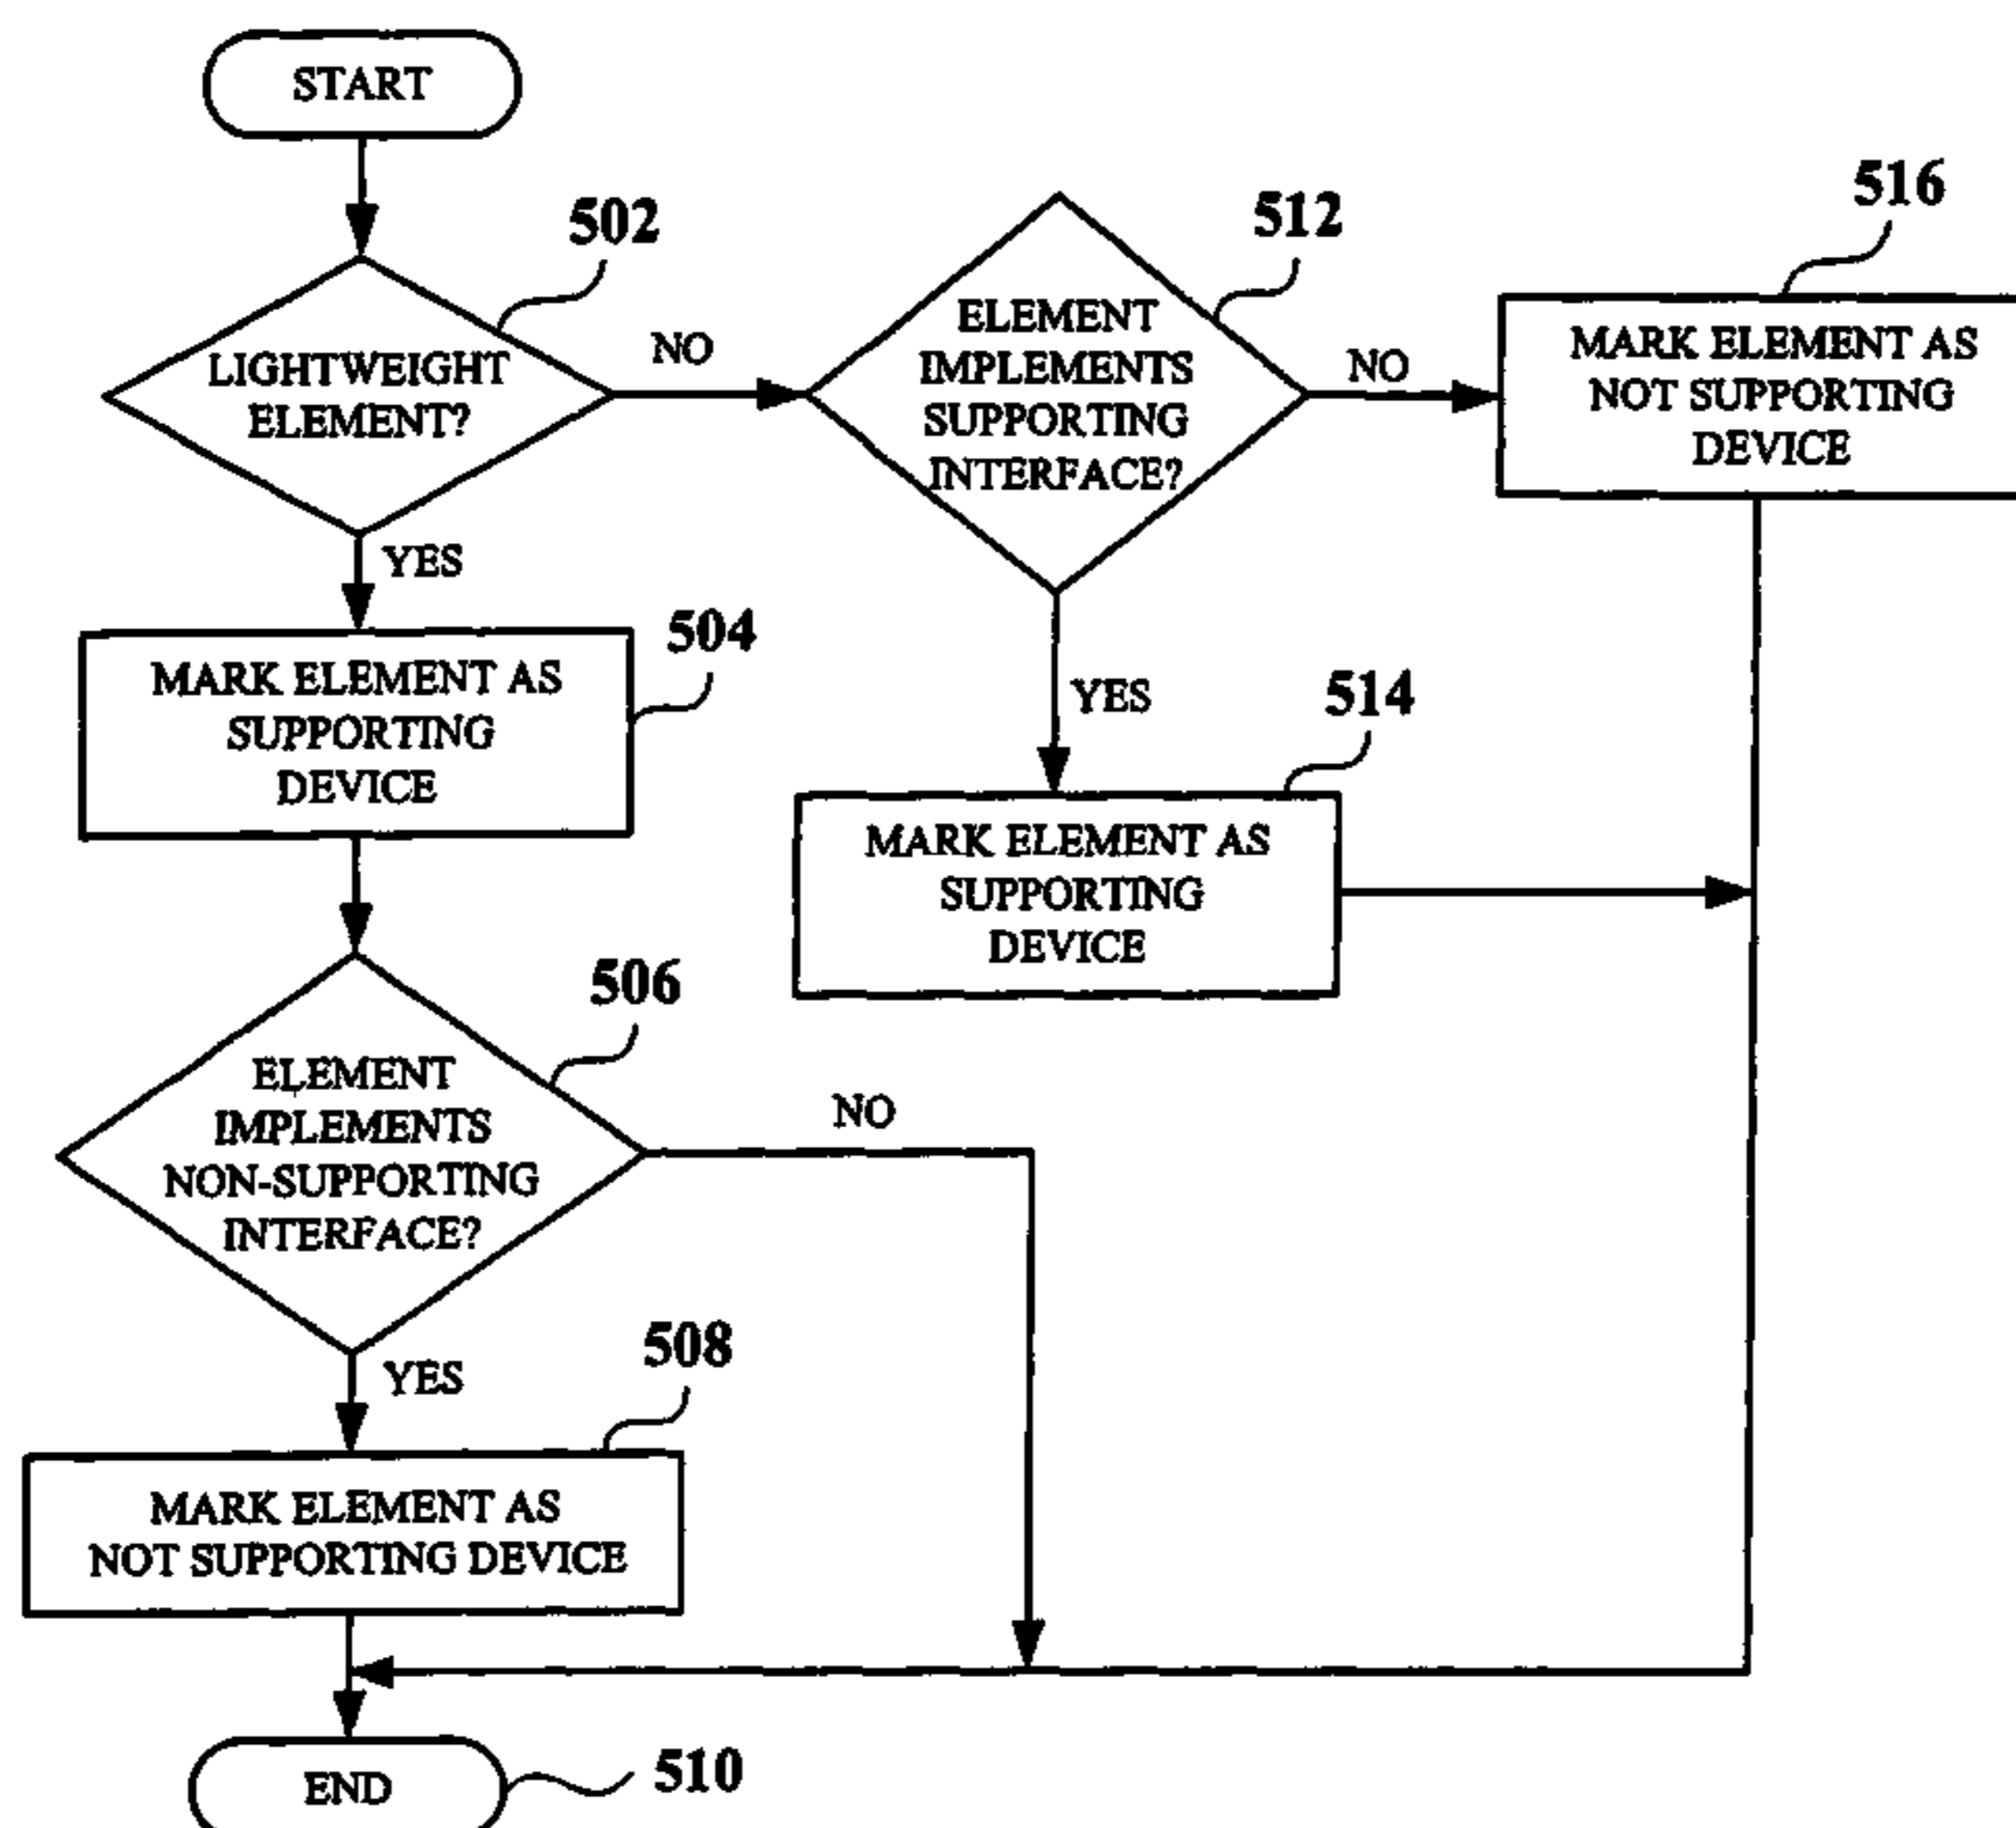 START
502
LIGHTWEIGHT
ELEMENT?
NO
YES
512
ELEMENT
IMPLEMENTS
SUPPORTING
INTERFACE?
NO
YES
516
MARK ELEMENT AS
NOT SUPPORTING
DEVICE
504
MARK ELEMENT AS
SUPPORTING
DEVICE
514
MARK ELEMENT AS
SUPPORTING
DEVICE
506
ELEMENT
IMPLEMENTS
NON-SUPPORTING
INTERFACE?
NO
YES
508
MARK ELEMENT AS
NOT SUPPORTING DEVICE
END
510